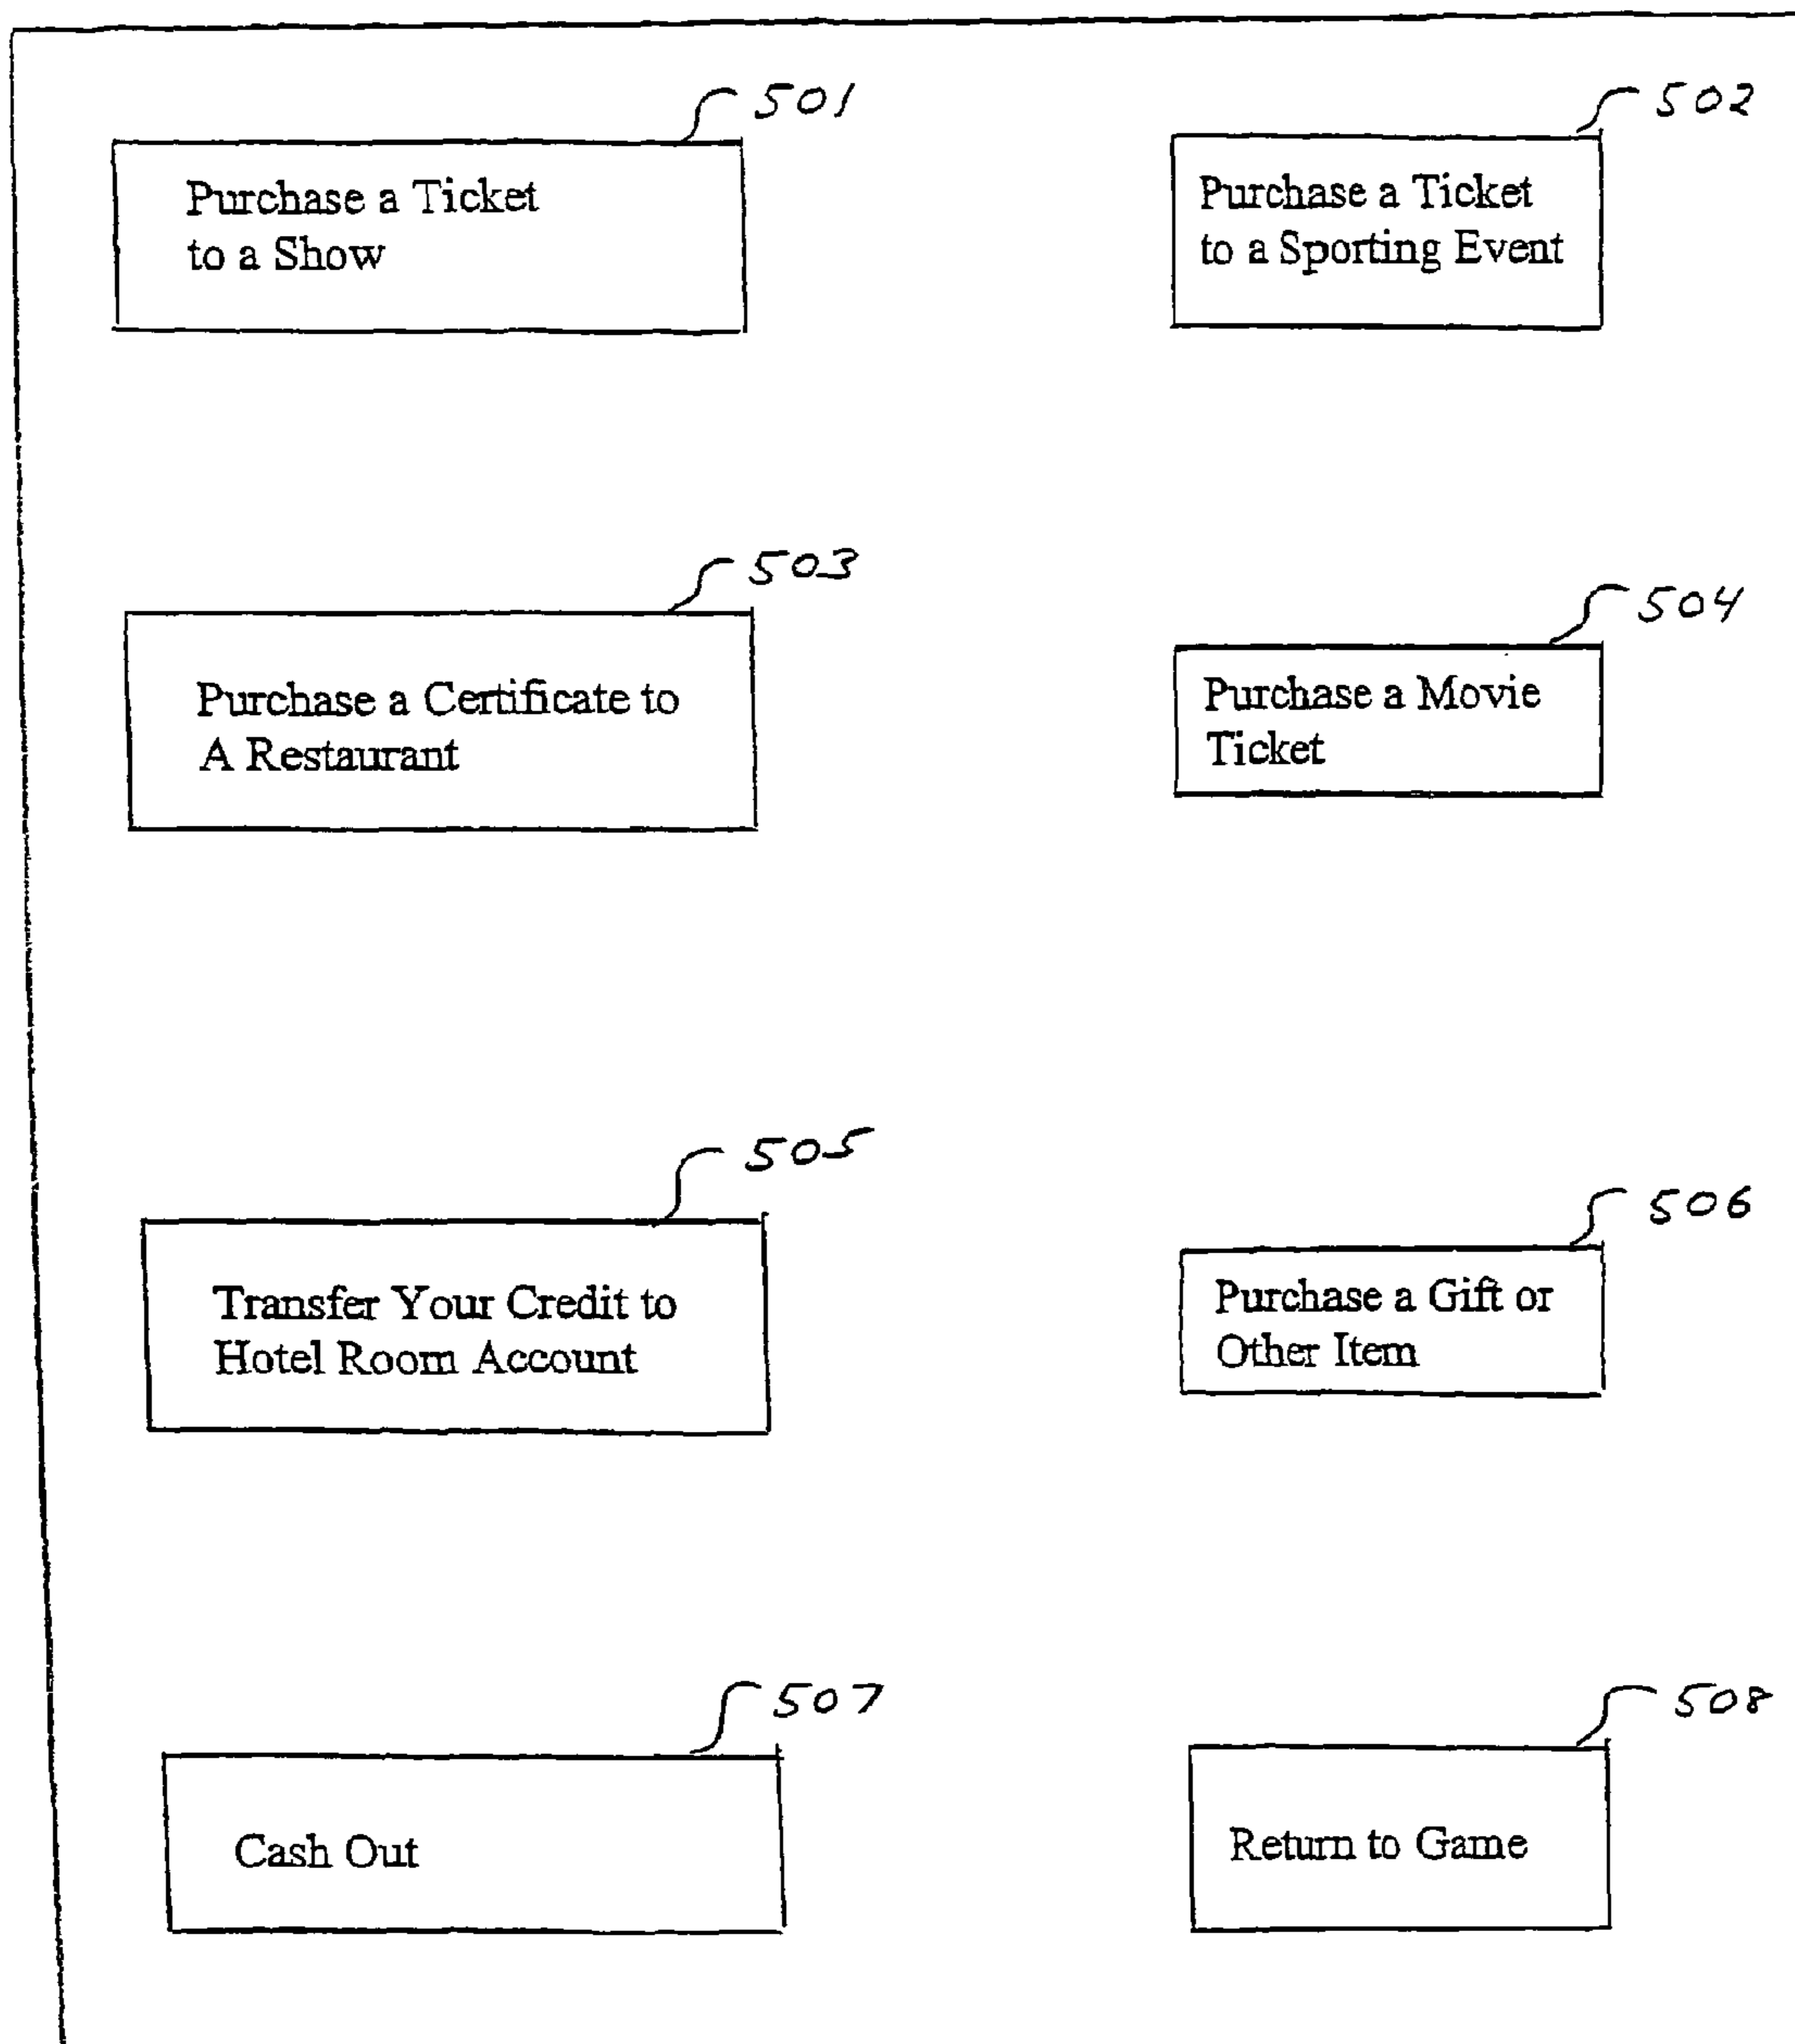 501
Purchase a Ticket
to a Show
502
Purchase a Ticket
to a Sporting Event
503
Purchase a Certificate to
A Restaurant
504
Purchase a Movie
Ticket
505
Transfer Your Credit to
Hotel Room Account
506
Purchase a Gift or
Other Item
507
Cash Out
508
Return to Game